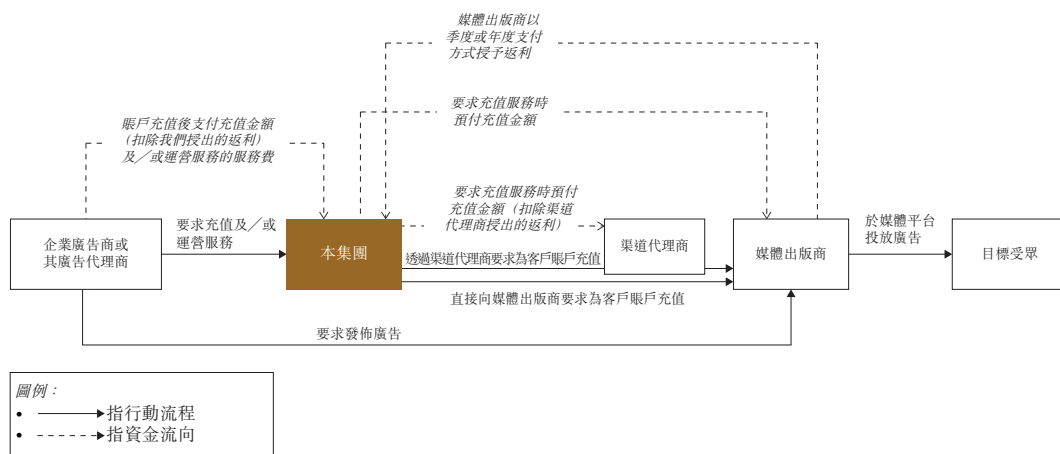 媒體出版商以
季度或年度支付
方式授予返利
要求充值服務時
預付充值金額
賬戶充值後支付充值金額
（扣除我們授出的返利）
及／或運營服務的服務費
要求充值服務時預付
充值金額（扣除渠道
代理商授出的返利）
企業廣告商或
其廣告代理商
要求充值及／或
運營服務
本集團
渠道代理商
媒體出版商
於媒體平台
投放廣告
目標受眾
透過渠道代理商要求為客戶賬戶充值
直接向媒體出版商要求為客戶賬戶充值
要求發佈廣告
圖例：
• 指行動流程
• 指資金流向